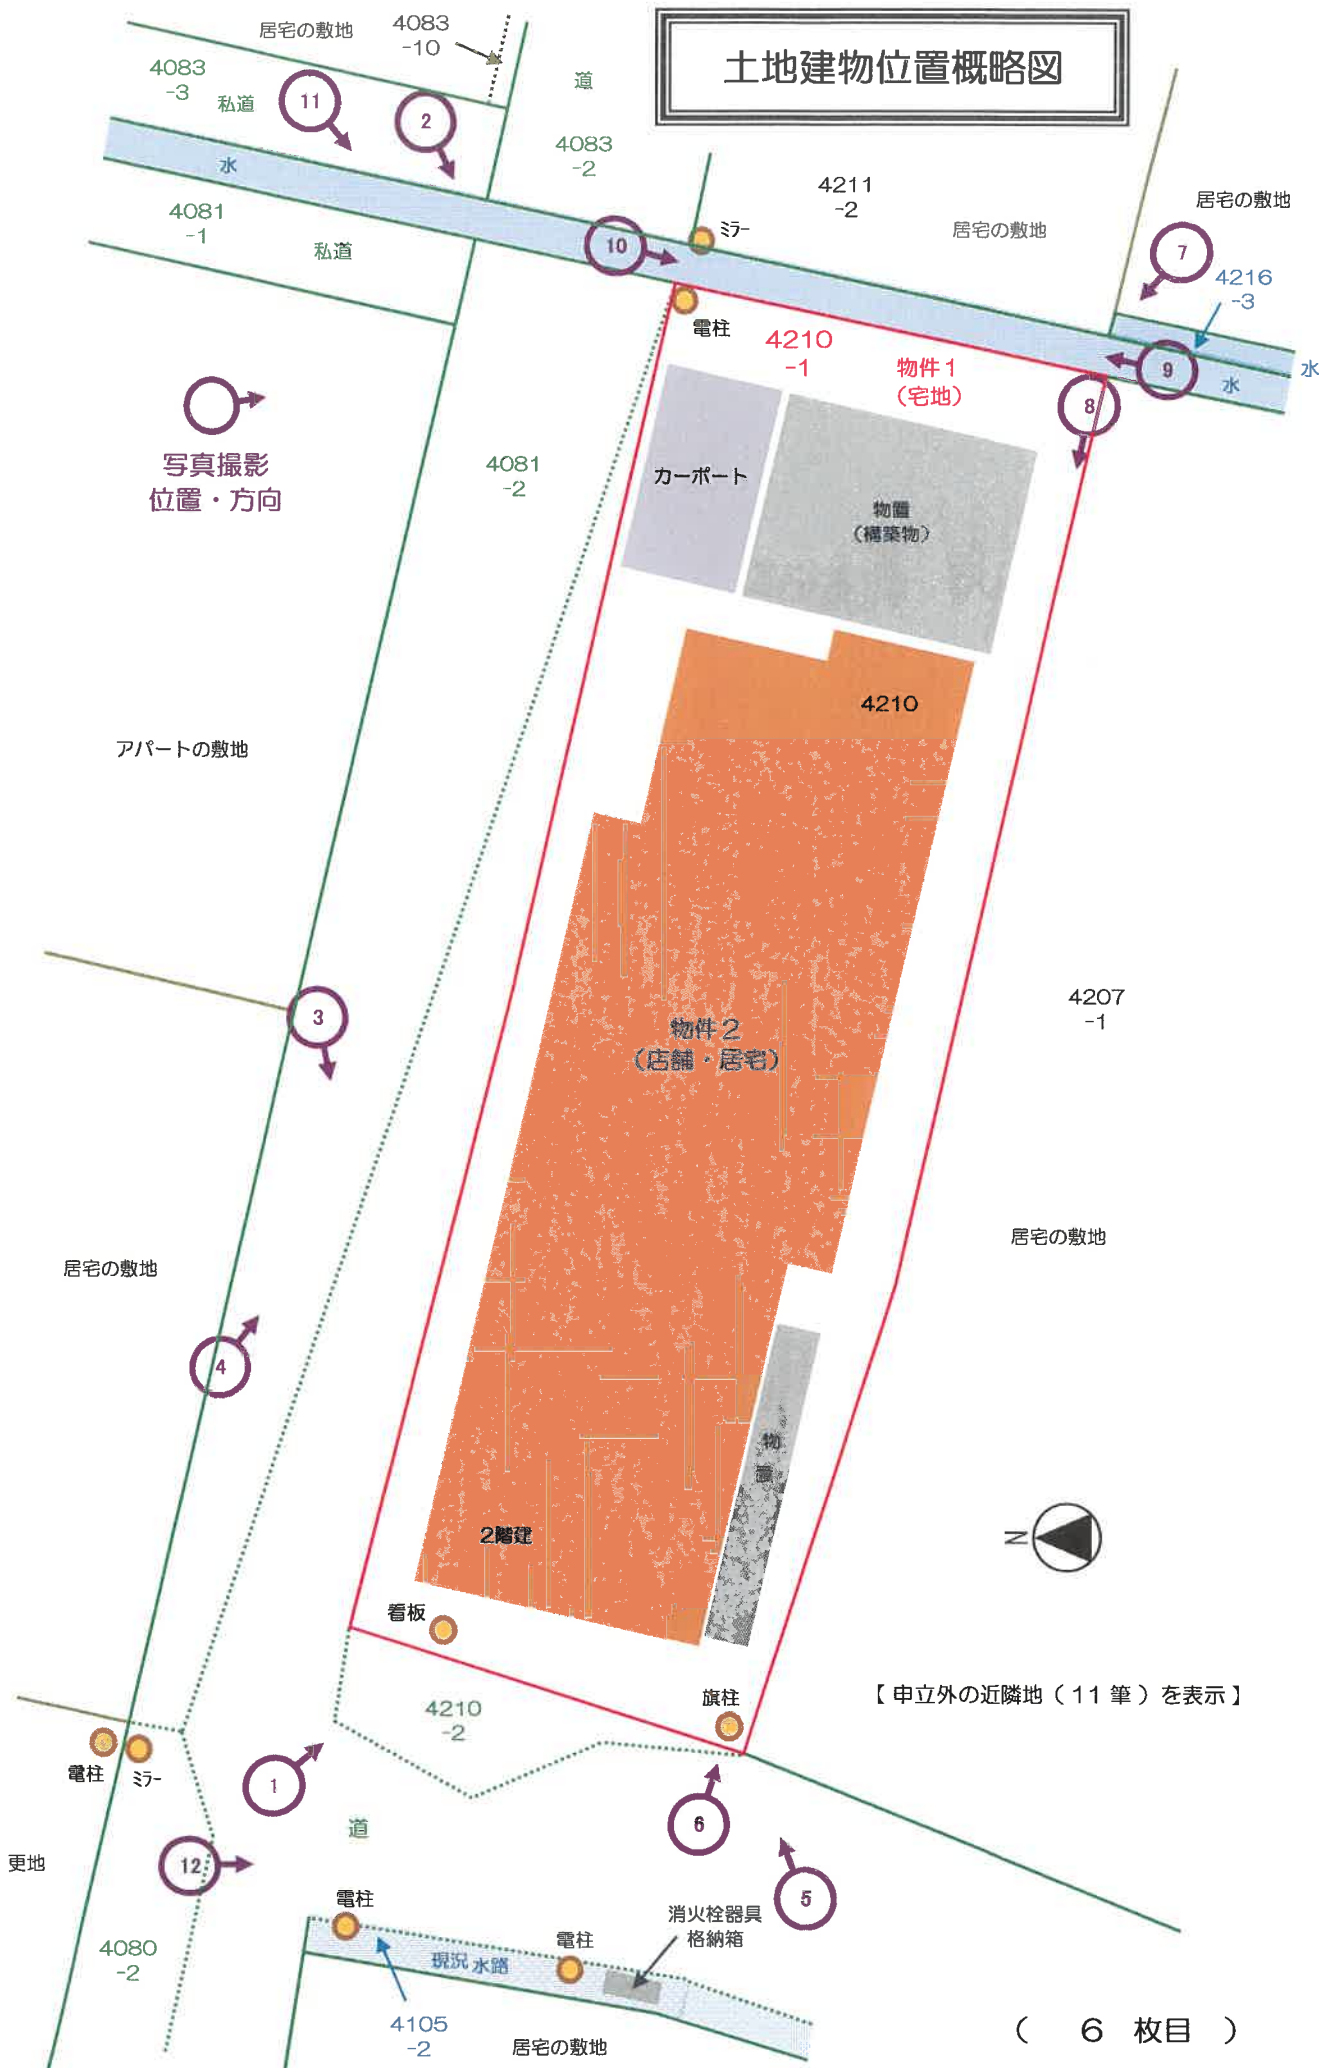 土地建物位置概略図
居宅の敷地
4083
-10
4083
-3
私道
11
2
道
4083
-2
水
4081
-1
私道
10
ミラー
4211
-2
居宅の敷地
居宅の敷地
7
4216
-3
電柱
4210
-1
物件1
(宅地)
9
水
水
8
写真撮影
位置・方向
4081
-2
カーポート
物置
(構築物)
4210
アパートの敷地
3
4207
-1
物件2
(店舗・居宅)
居宅の敷地
居宅の敷地
4
物
置
2階建
N
看板
【申立外の近隣地(11筆)を表示】
4210
-2
旗柱
電柱
ミラー
1
道
6
更地
12
5
電柱
電柱
消火栓器具
格納箱
4080
-2
現況水路
4105
-2
居宅の敷地
( 6 枚目 )